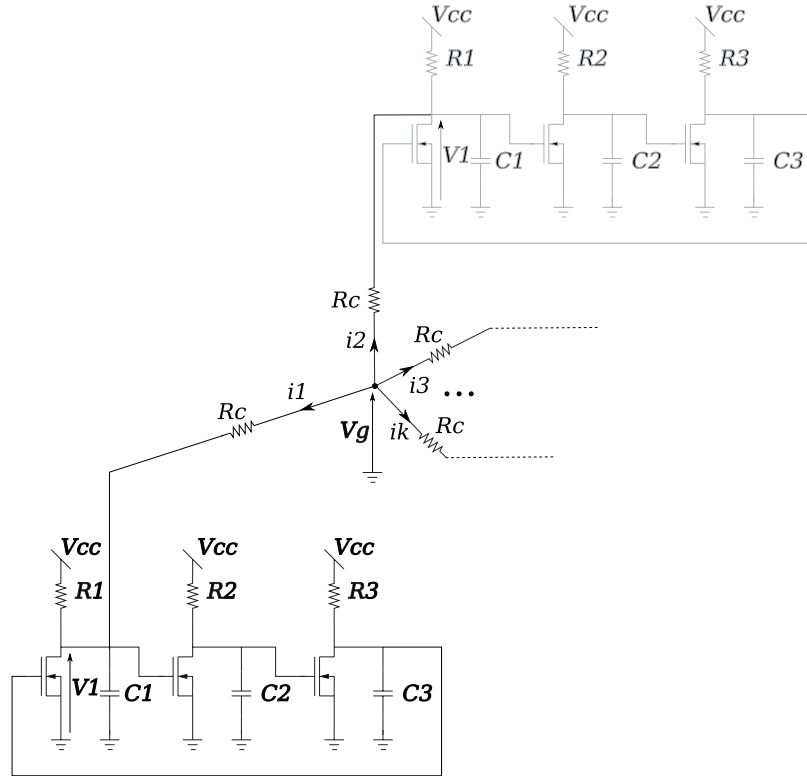 Vcc Vcc Vcc
R1 R2 R3
V1 C1 C2 C3
Rc
i2 Rc
i1 i3 ...
Rc Vg ik Rc
Vcc Vcc Vcc
R1 R2 R3
V1 C1 C2 C3